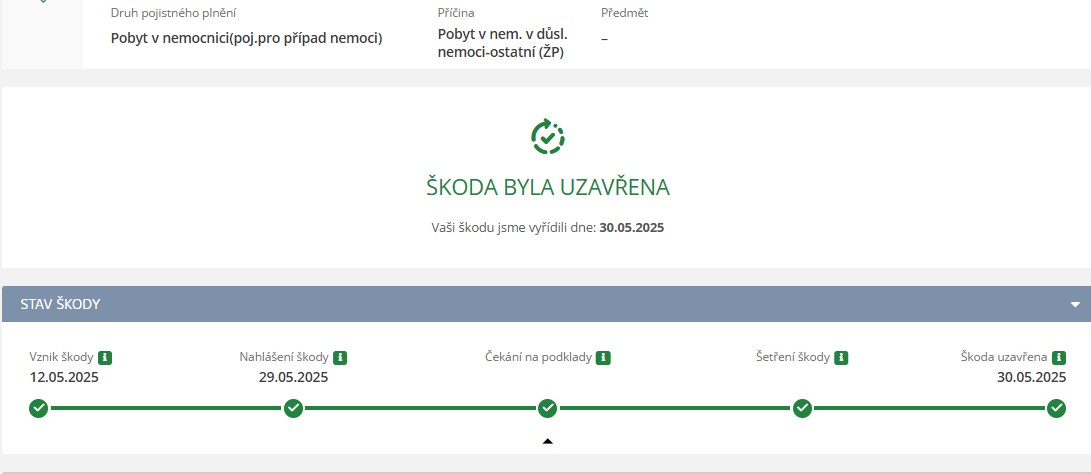 Druh pojistného plnění
Příčina
Předmět
Pobyt v nemocnici(poj.pro případ nemoci)
Pobyt v nem. v důsl.
nemoci-ostatní (ŽP)
–
ŠKODA BYLA UZAVŘENA
Vaši škodu jsme vyřídili dne: 30.05.2025
STAV ŠKODY
Vznik škody
12.05.2025
Nahlášení škody
29.05.2025
Čekání na podklady
Šetření škody
Škoda uzavřena
30.05.2025